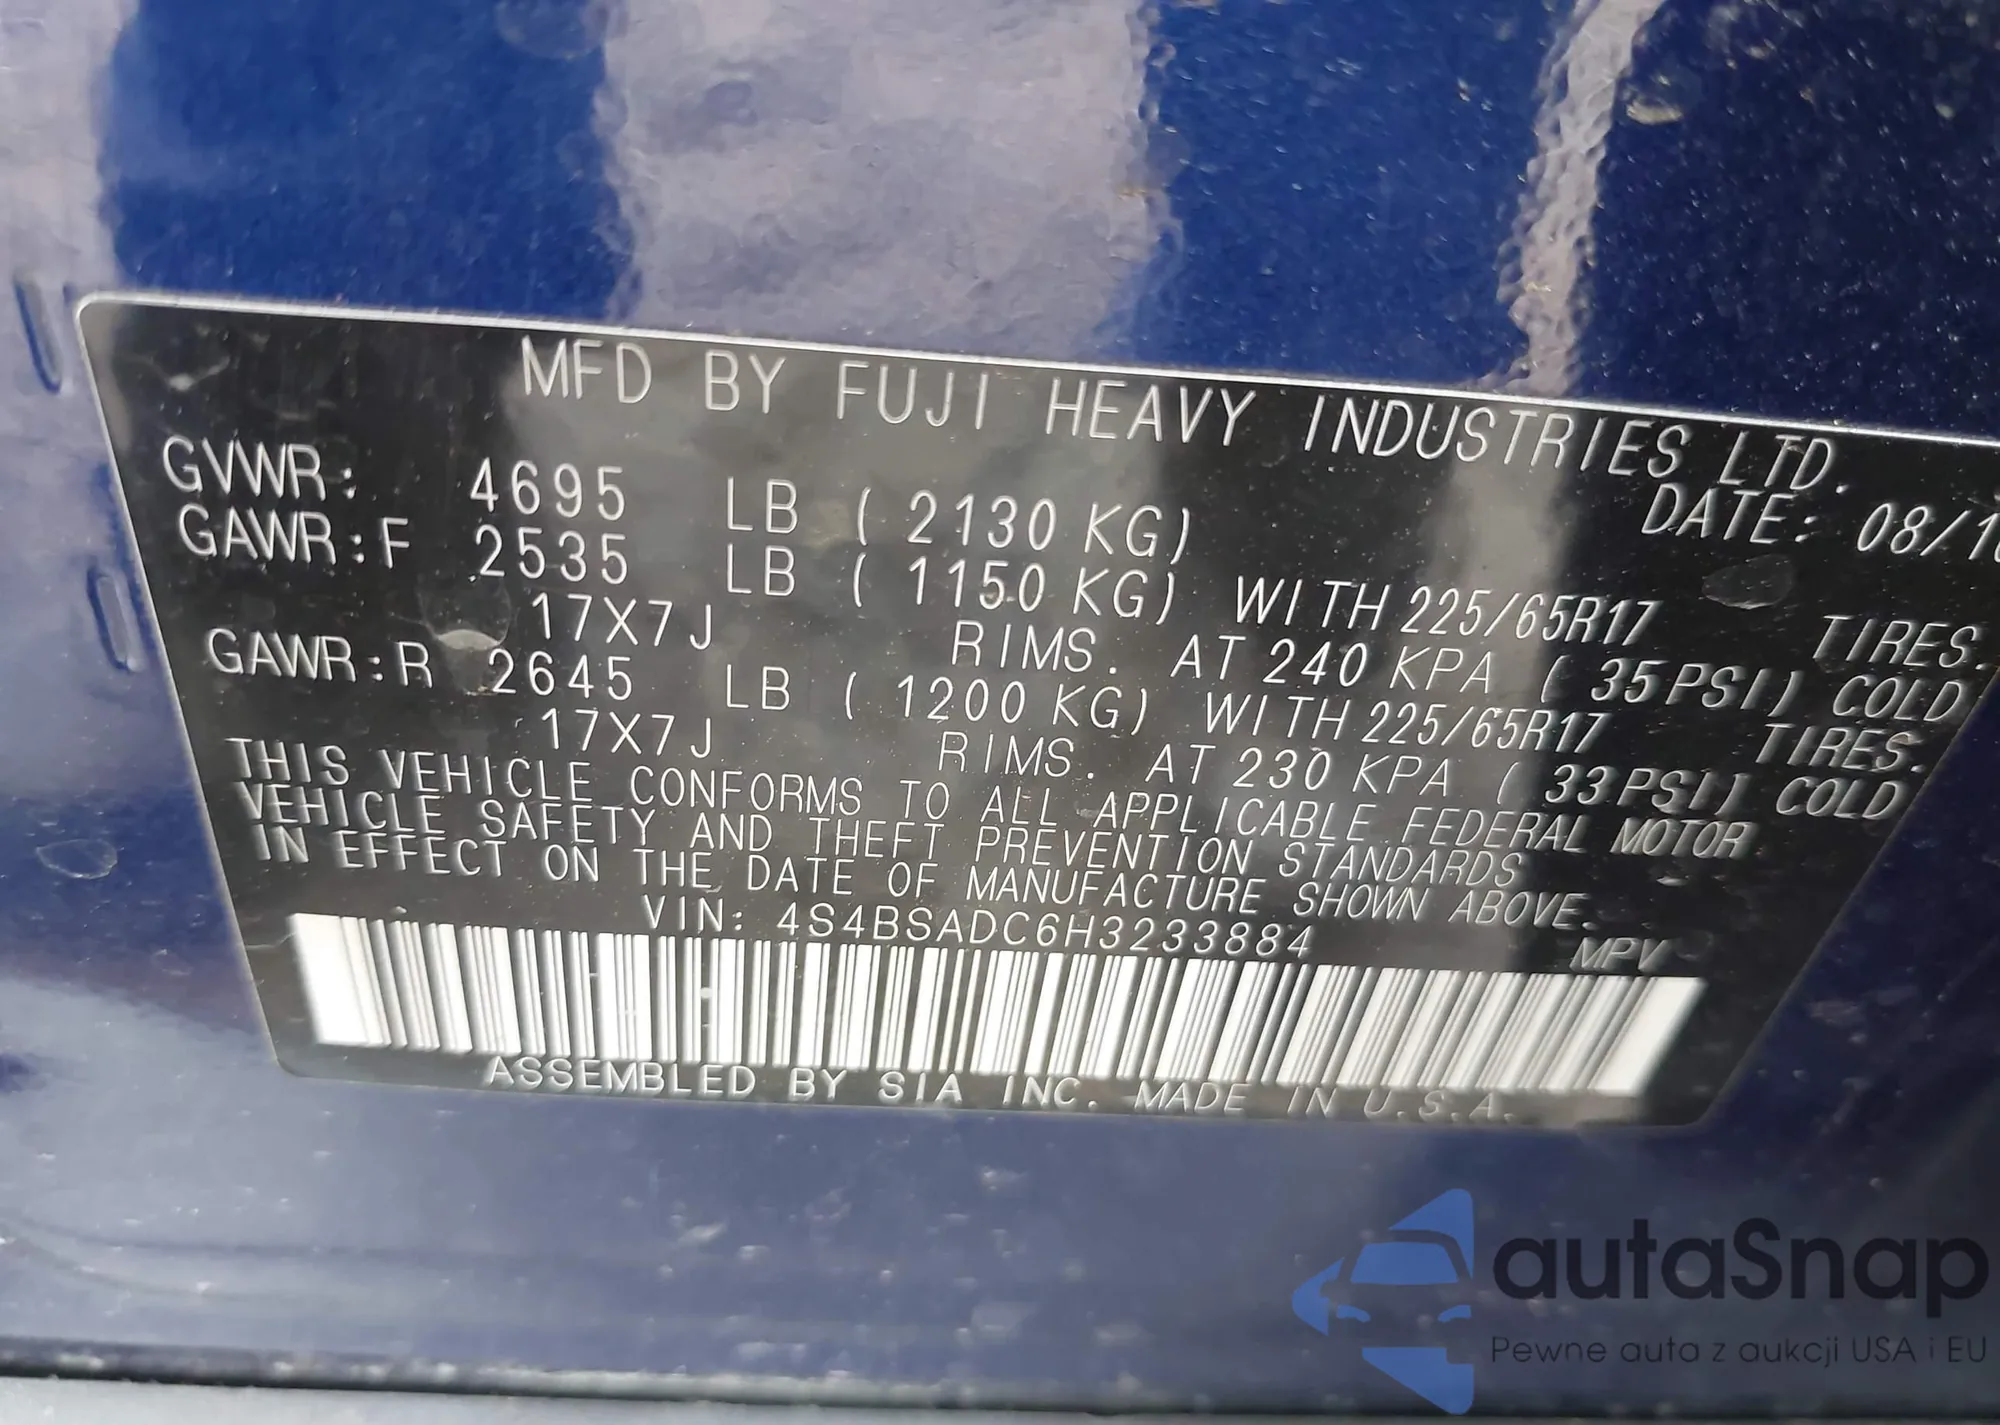 MFD BY FUJI HEAVY INDUSTRIES LTD.
GVWR: 4695 LB ( 2130 KG) DATE: 08/1
GAWR:F 2535 LB ( 1150 KG) WITH 225/65R17 TIRES.
17X7J RIMS. AT 240 KPA ( 35PSI) COLD
GAWR:R 2645 LB ( 1200 KG) WITH 225/65R17 TIRES.
17X7J RIMS. AT 230 KPA ( 33PSI) COLD
THIS VEHICLE CONFORMS TO ALL APPLICABLE FEDERAL MOTOR
VEHICLE SAFETY AND THEFT PREVENTION STANDARDS
IN EFFECT ON THE DATE OF MANUFACTURE SHOWN ABOVE.
VIN: 4S4BSADC6H3233884 MPV
ASSEMBLED BY SIA INC. MADE IN U.S.A.
autaSnap
Pewne auta z aukcji USA i EU